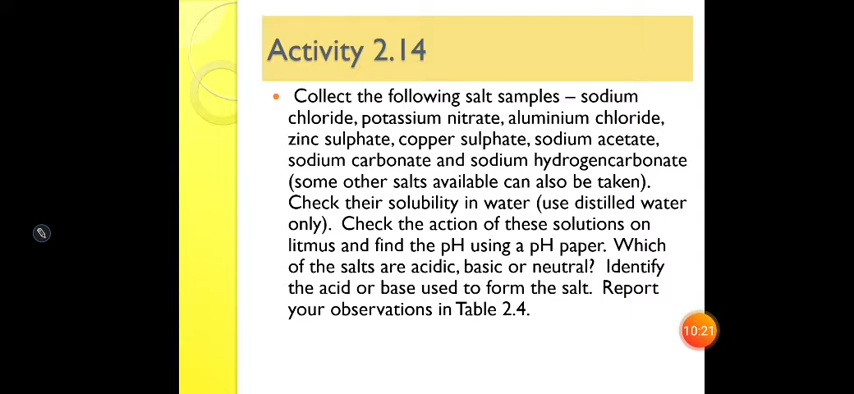 Activity 2.14
• Collect the following salt samples – sodium
chloride, potassium nitrate, aluminium chloride,
zinc sulphate, copper sulphate, sodium acetate,
sodium carbonate and sodium hydrogencarbonate
(some other salts available can also be taken).
Check their solubility in water (use distilled water
only). Check the action of these solutions on
litmus and find the pH using a pH paper. Which
of the salts are acidic, basic or neutral? Identify
the acid or base used to form the salt. Report
your observations in Table 2.4.
10:21